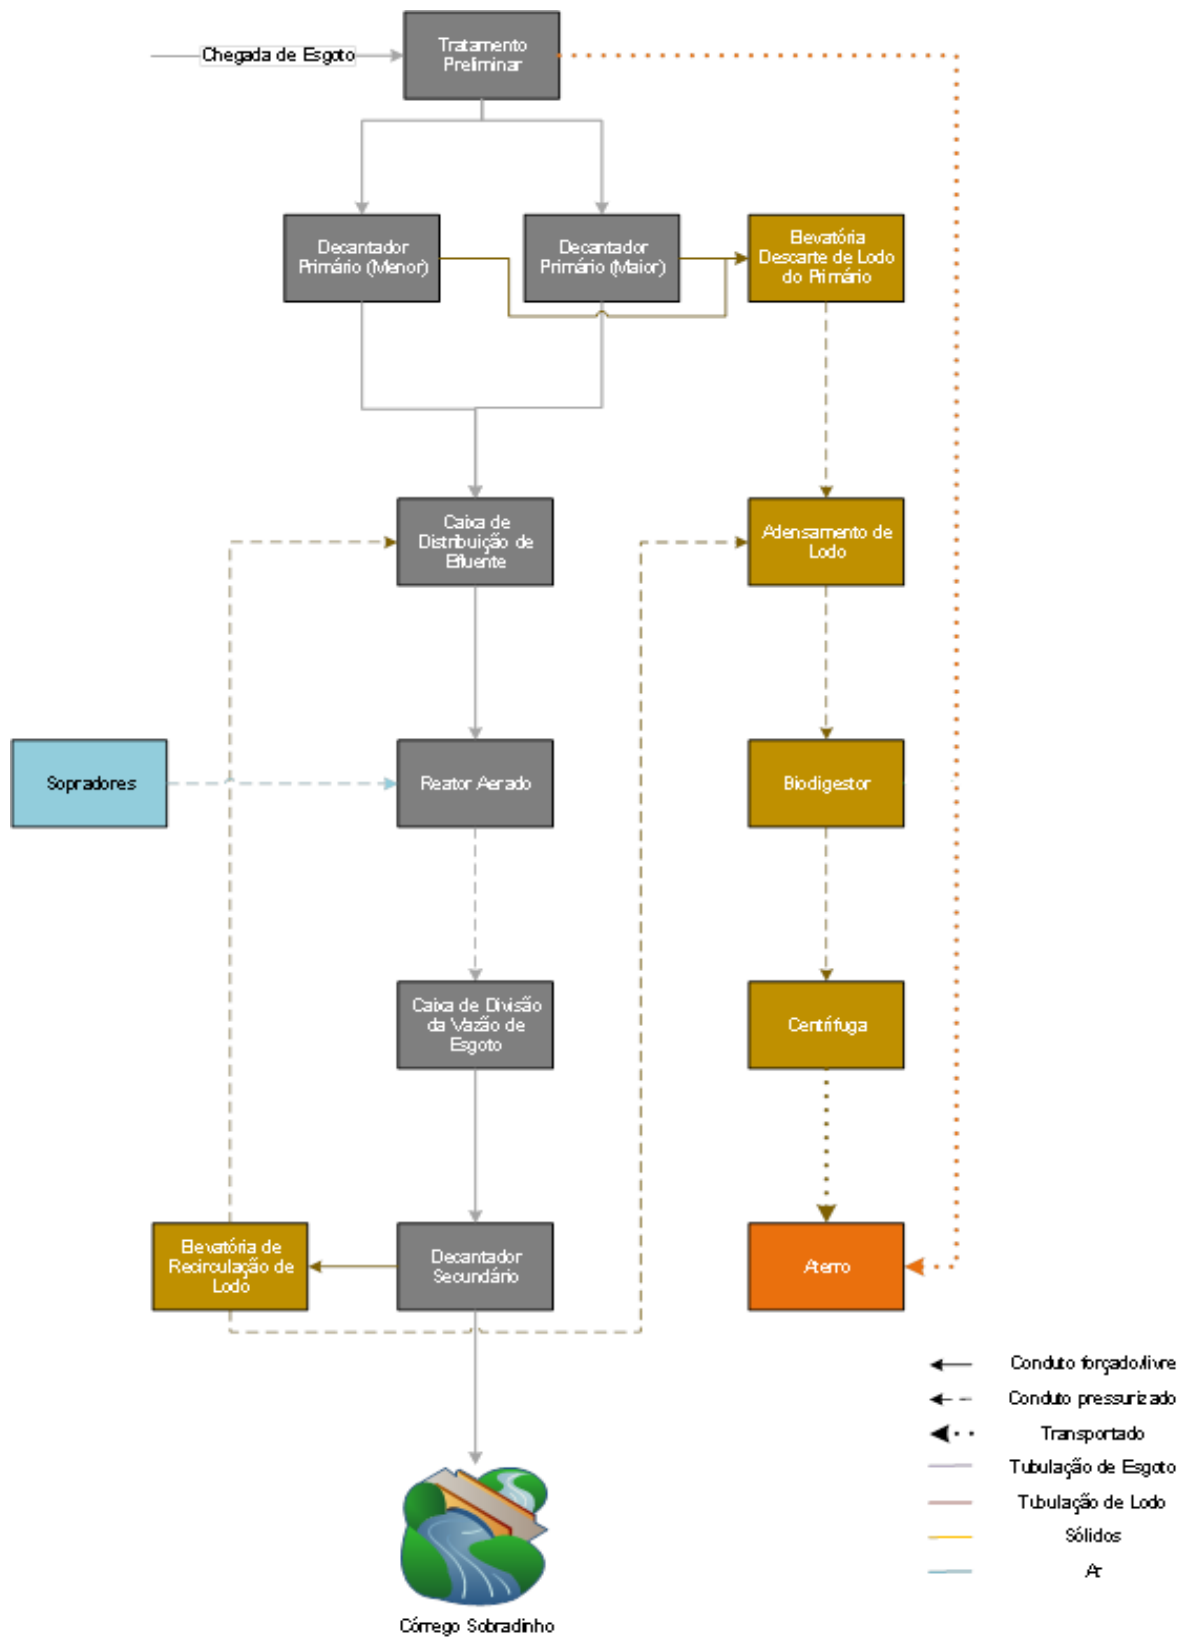 Chegada de Esgoto
Tratamento
Preliminar
Decantador
Primário (Menor)
Decantador
Primário (Maior)
Elevatória
Descarte de Lodo
do Primário
Caixa de
Distribuição de
Efluente
Adensamento de
Lodo
Sopradores
Reator Aerado
Biodigestor
Caixa de Divisão
da Vazão de
Esgoto
Centrífuga
Elevatória de
Recirculação de
Lodo
Decantador
Secundário
Aterro
Conduto forçado/livre
Conduto pressurizado
Transportado
Tubulação de Esgoto
Tubulação de Lodo
Sólidos
Ar
Córrego Sobradinho